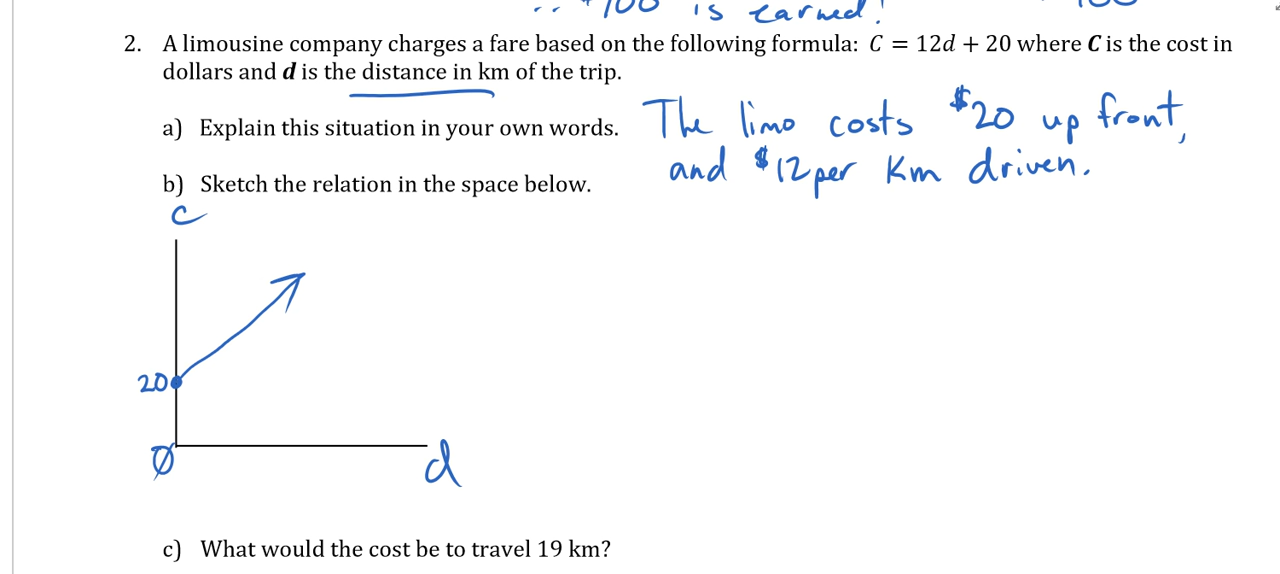 ∴ $100 is earned!
2. A limousine company charges a fare based on the following formula: C = 12d + 20 where C is the cost in
dollars and d is the distance in km of the trip.
a) Explain this situation in your own words.
The limo costs $20 up front,
and $12 per km driven.
b) Sketch the relation in the space below.
C
20
0
d
c) What would the cost be to travel 19 km?